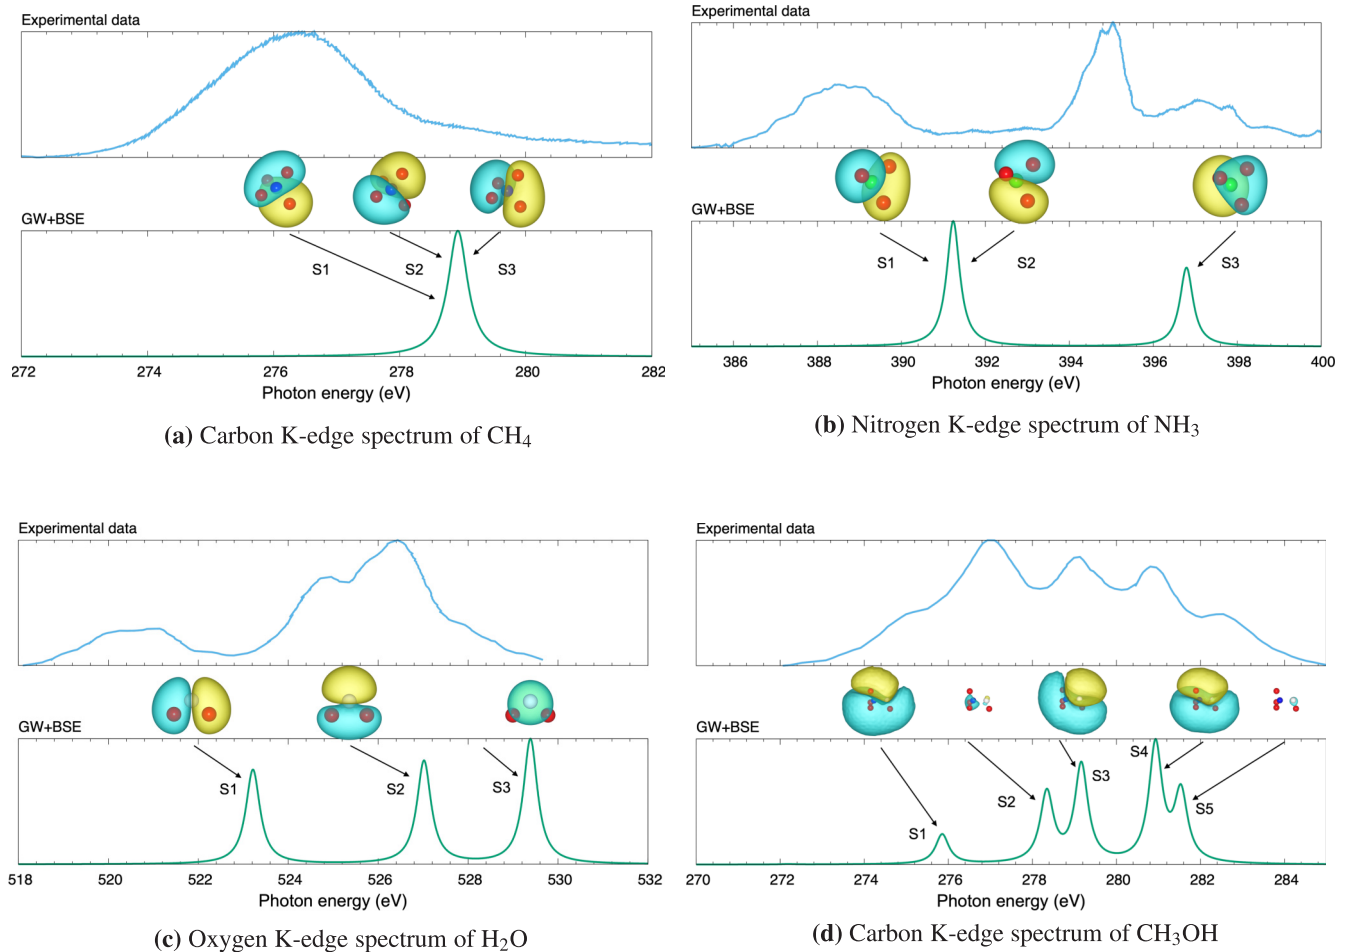 Experimental data
GW+BSE
S1
S2
S3
272
274
276
278
280
282
Photon energy (eV)
(a) Carbon K-edge spectrum of CH4
Experimental data
GW+BSE
S1
S2
S3
386
388
390
392
394
396
398
400
Photon energy (eV)
(b) Nitrogen K-edge spectrum of NH3
Experimental data
GW+BSE
S1
S2
S3
518
520
522
524
526
528
530
532
Photon energy (eV)
(c) Oxygen K-edge spectrum of H2O
Experimental data
GW+BSE
S1
S2
S3
S4
S5
270
272
274
276
278
280
282
284
Photon energy (eV)
(d) Carbon K-edge spectrum of CH3OH